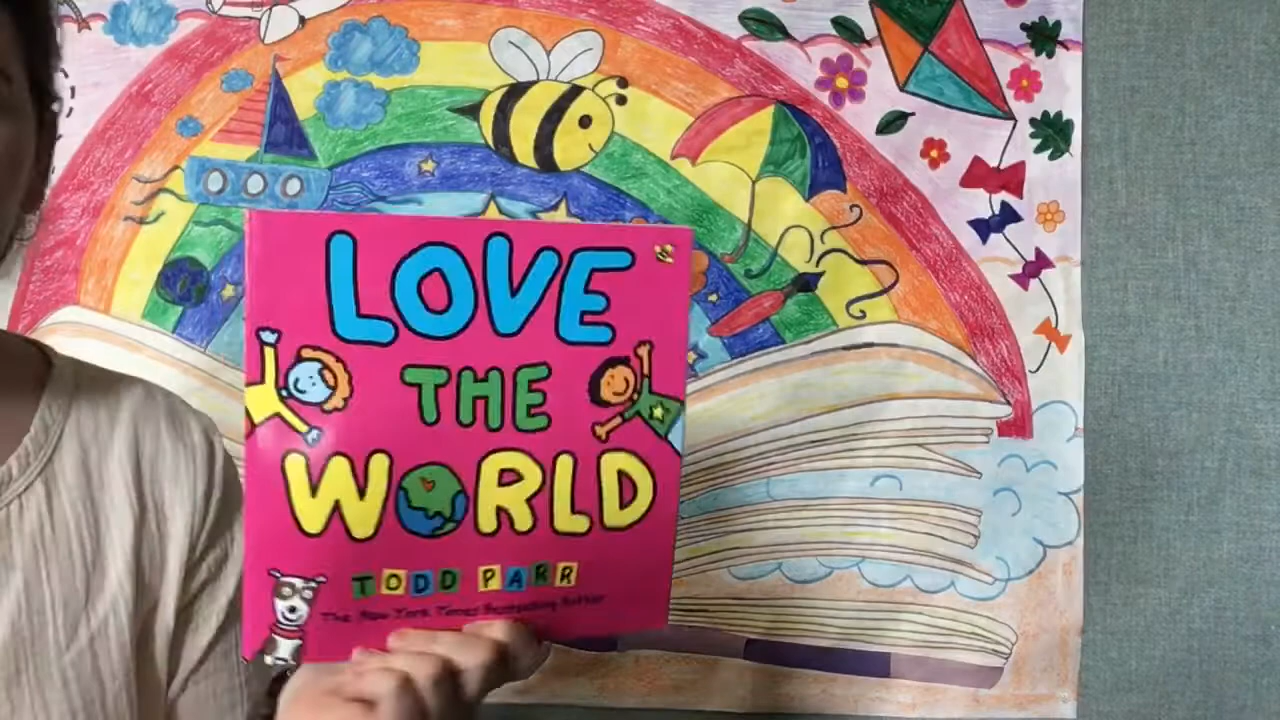 LOVE
THE
WORLD
TODD PARR
The New York Times Bestselling Author